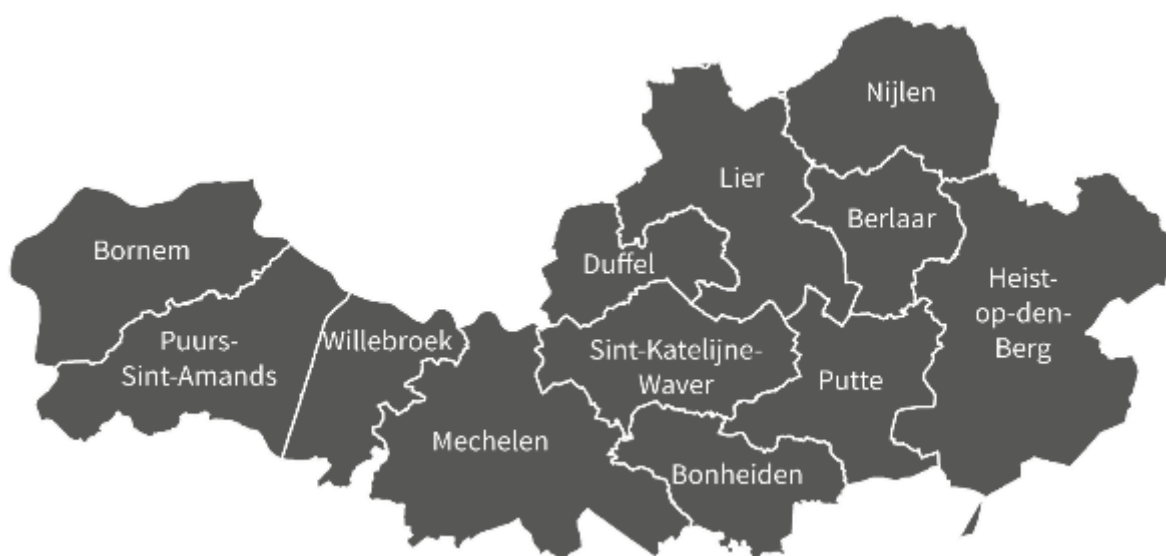 Nijlen
Lier
Berlaar
Bornem
Duffel
Heist-
op-den-
Berg
Puurs-
Sint-Amands
Willebroek
Sint-Katelijne-
Waver
Putte
Mechelen
Bonheiden